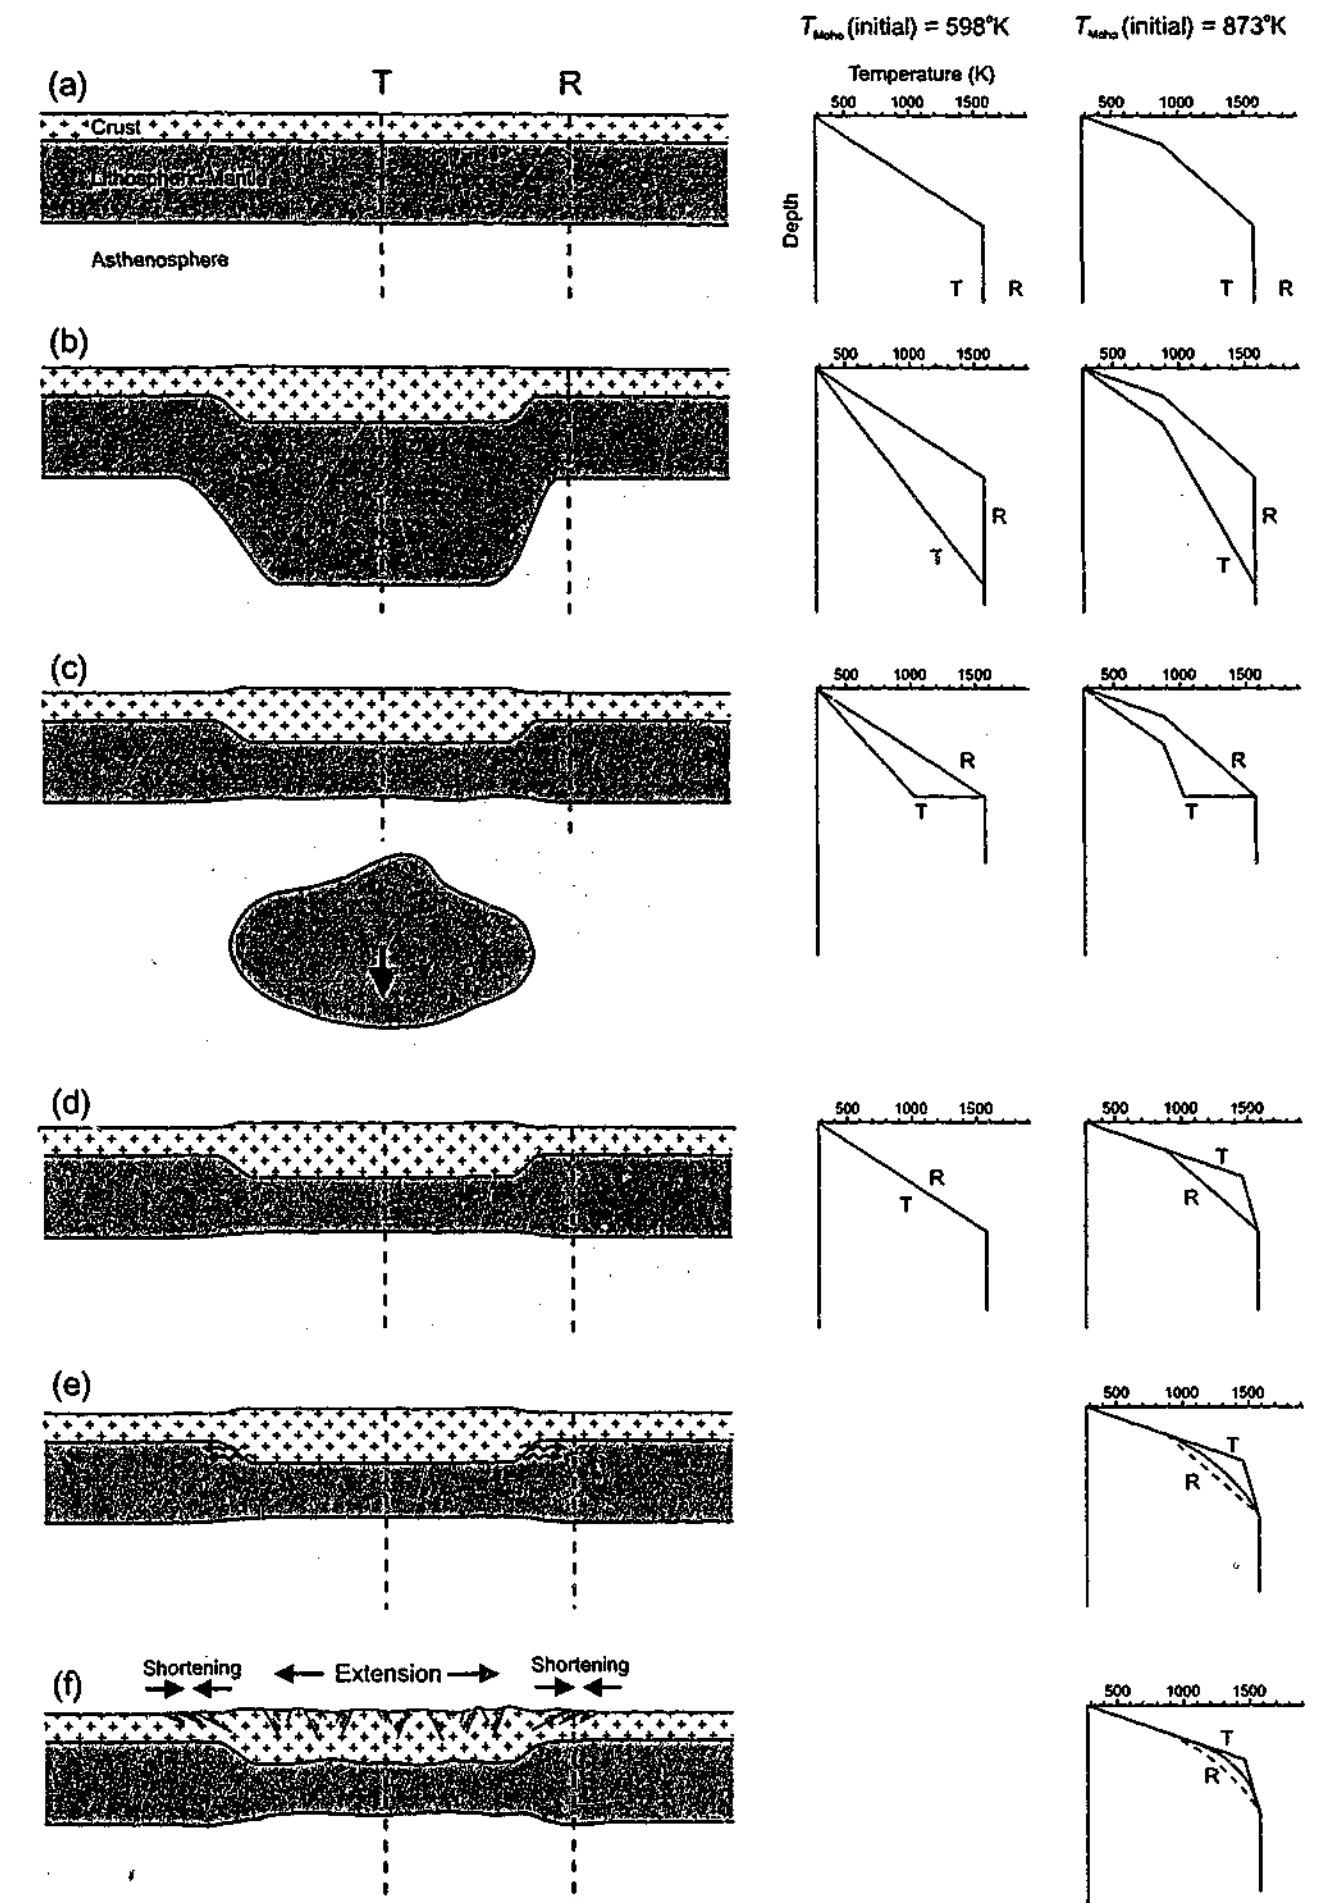 T_Moho (initial) = 598°K
T_Moho (initial) = 873°K
(a)
T
R
Temperature (K)
500 1000 1500
500 1000 1500
Crust
Lithospheric Mantle
Asthenosphere
Depth
T R
T R
(b)
500 1000 1500
500 1000 1500
R
T
R
T
(c)
500 1000 1500
500 1000 1500
R
T
R
T
(d)
500 1000 1500
500 1000 1500
R
T
T
R
(e)
500 1000 1500
T
R
(f)
Shortening
Extension
Shortening
500 1000 1500
T
R